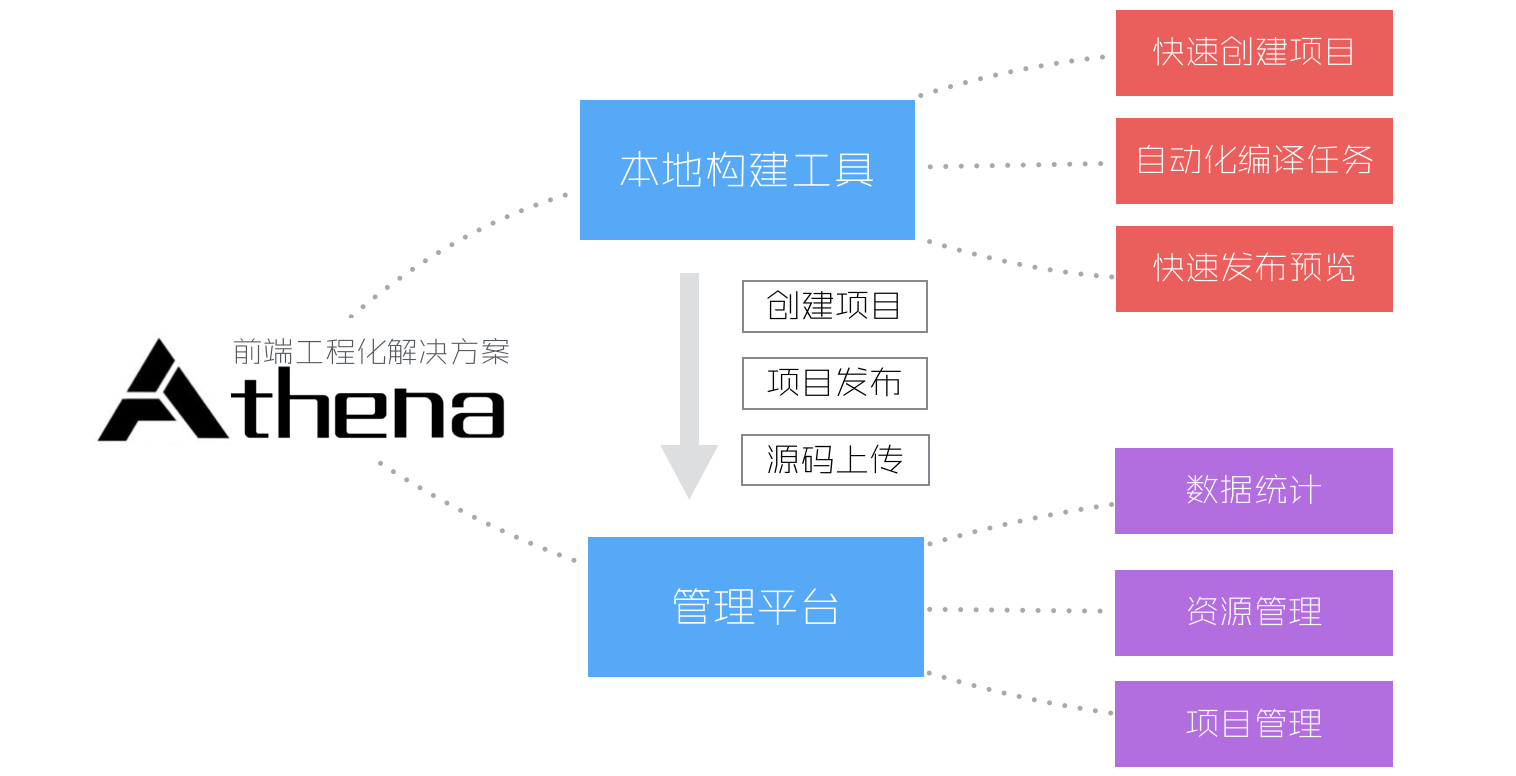 前端工程化解决方案
Athena
本地构建工具
快速创建项目
自动化编译任务
快速发布预览
创建项目
项目发布
源码上传
管理平台
数据统计
资源管理
项目管理